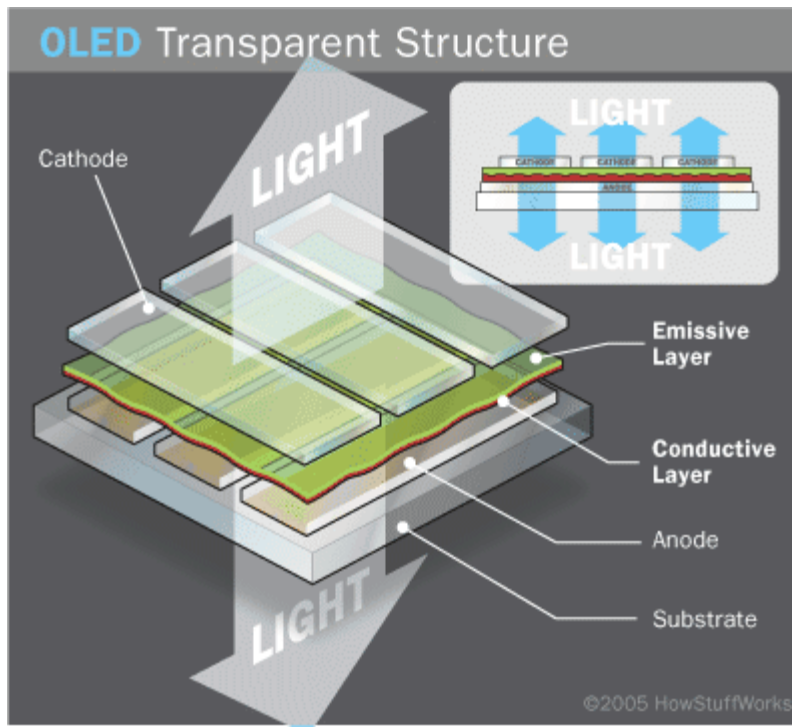 OLED Transparent Structure
LIGHT
Cathode
LIGHT
CATHODE CATHODE CATHODE
ANODE
LIGHT
Emissive
Layer
Conductive
Layer
Anode
LIGHT
Substrate
©2005 HowStuffWorks